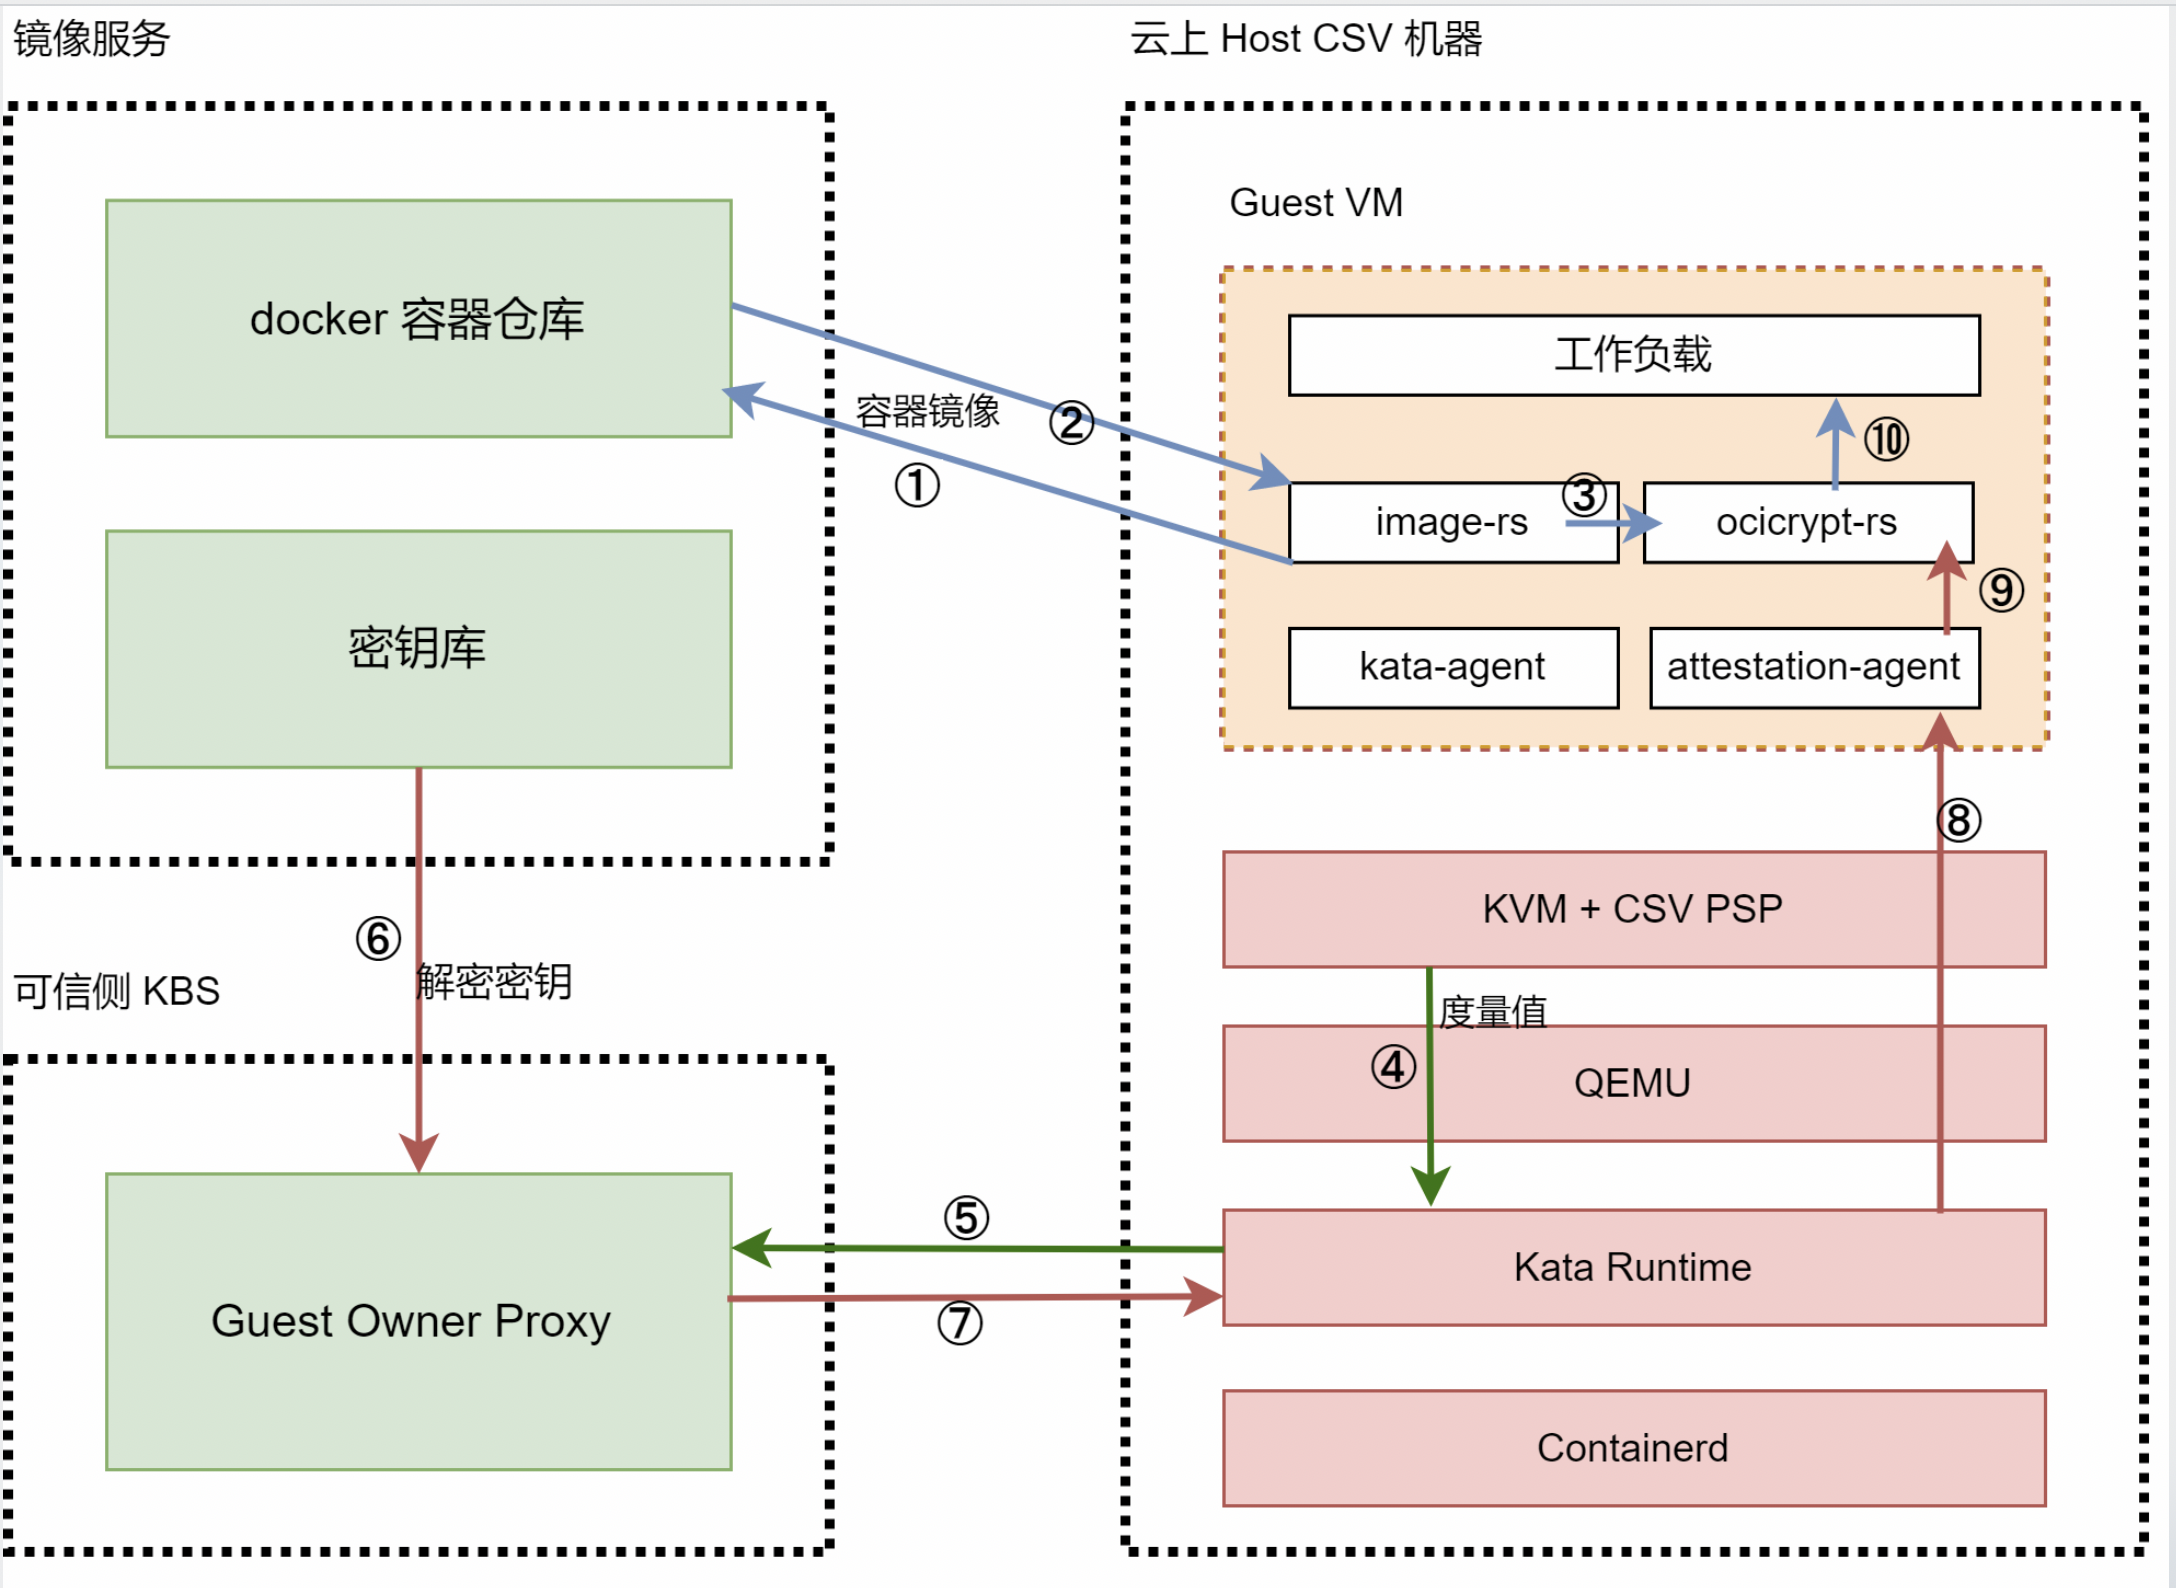 镜像服务
docker 容器仓库
密钥库
容器镜像
②
①
⑥
解密密钥
可信侧 KBS
Guest Owner Proxy
⑤
⑦
云上 Host CSV 机器
Guest VM
工作负载
⑩
image-rs
③
ocicrypt-rs
⑨
kata-agent
attestation-agent
⑧
KVM + CSV PSP
度量值
④
QEMU
Kata Runtime
Containerd